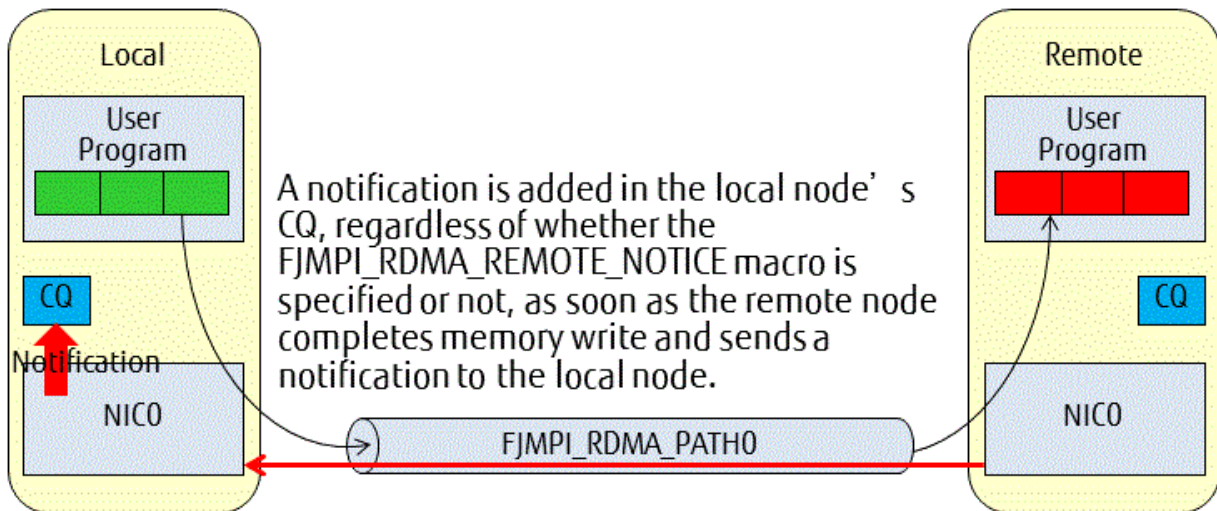 Local
Remote
User
Program
User
Program
A notification is added in the local node’s
CQ, regardless of whether the
FJMPI_RDMA_REMOTE_NOTICE macro is
specified or not, as soon as the remote node
completes memory write and sends a
notification to the local node.
CQ
CQ
Notification
NIC0
FJMPI_RDMA_PATH0
NIC0